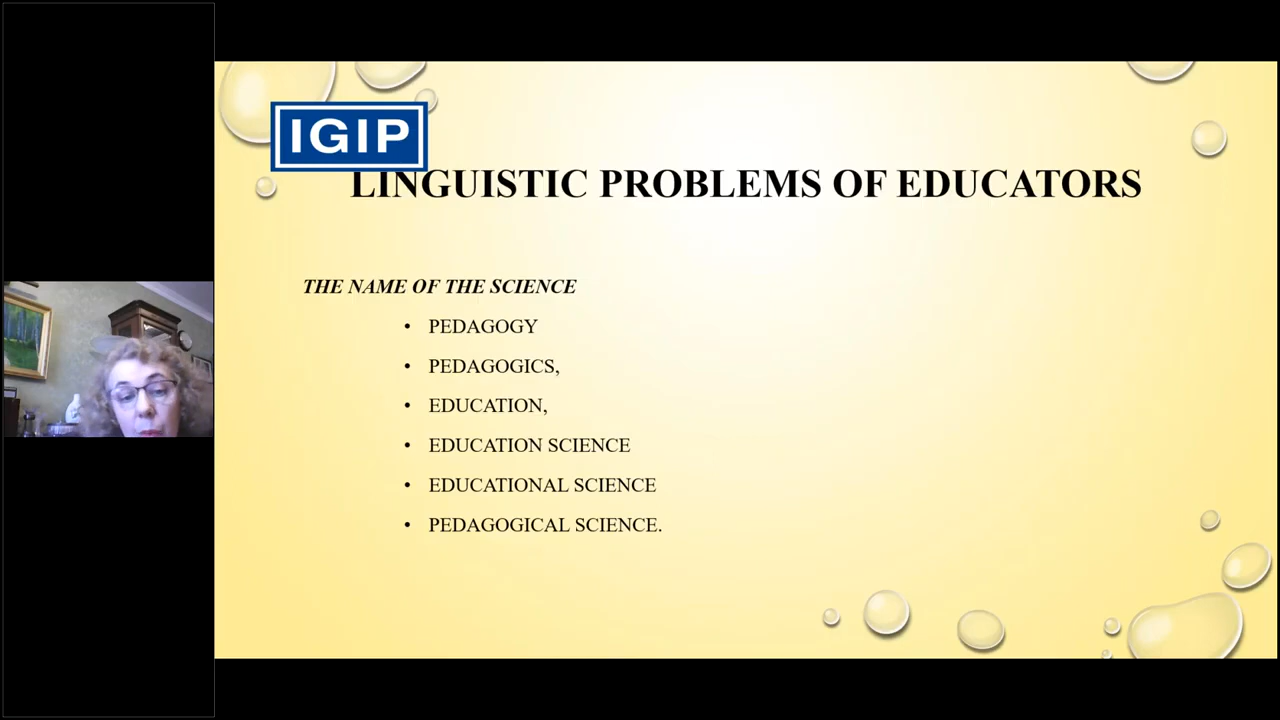 IGIP
LINGUISTIC PROBLEMS OF EDUCATORS
THE NAME OF THE SCIENCE
• PEDAGOGY
• PEDAGOGICS,
• EDUCATION,
• EDUCATION SCIENCE
• EDUCATIONAL SCIENCE
• PEDAGOGICAL SCIENCE.